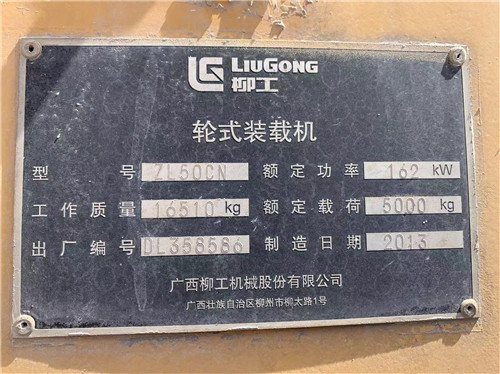 LIUGONG
柳工
轮式装载机
型 号 ZL50CN 额定功率 162 kW
工作质量 16510 kg 额定载荷 5000 kg
出厂编号 DL358586 制造日期 2013
广西柳工机械股份有限公司
广西壮族自治区柳州市柳太路1号